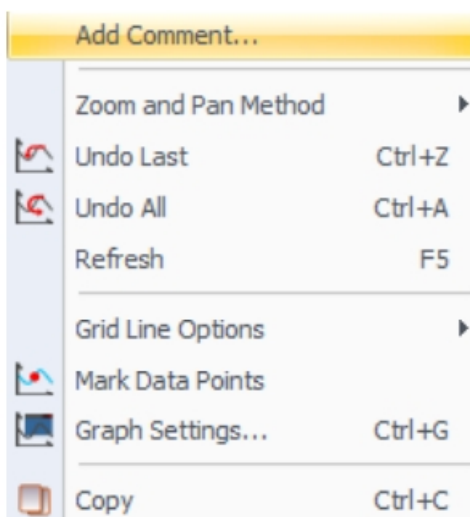 Add Comment...
Zoom and Pan Method
Undo Last Ctrl+Z
Undo All Ctrl+A
Refresh F5
Grid Line Options
Mark Data Points
Graph Settings... Ctrl+G
Copy Ctrl+C